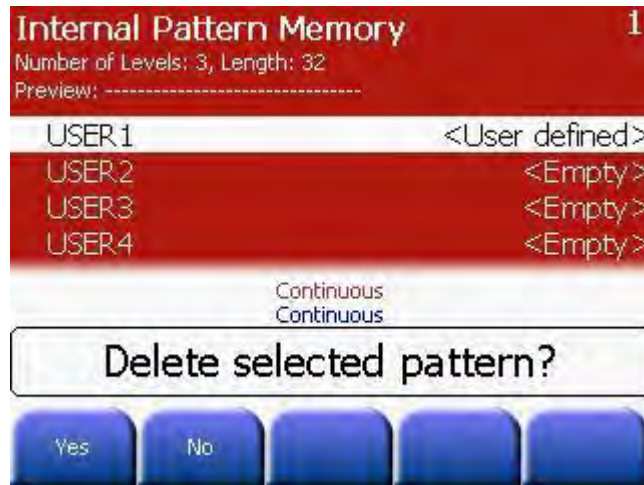 Internal Pattern Memory 1
Number of Levels: 3, Length: 32
Preview: --------------------------------
USER1 <User defined>
USER2 <Empty>
USER3 <Empty>
USER4 <Empty>
Continuous
Continuous
Delete selected pattern?
Yes No